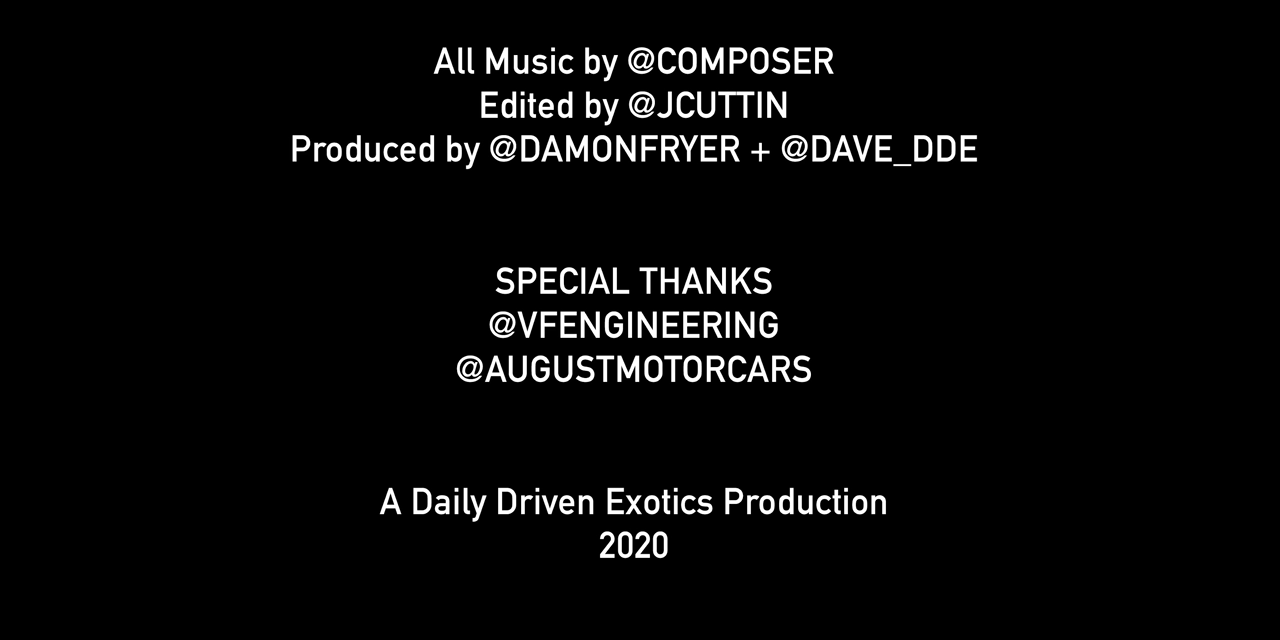 All Music by @COMPOSER
Edited by @JCUTTIN
Produced by @DAMONFRYER + @DAVE_DDE
SPECIAL THANKS
@VFENGINEERING
@AUGUSTMOTORCARS
A Daily Driven Exotics Production
2020